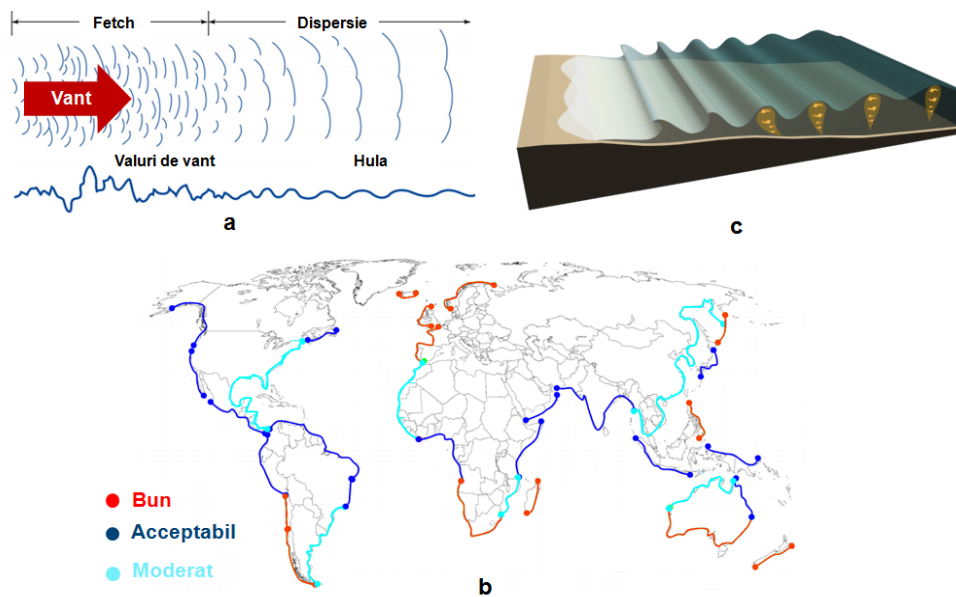 Fetch Dispersie
Vant
Valuri de vant Hula
a
c
Bun
Acceptabil
Moderat
b